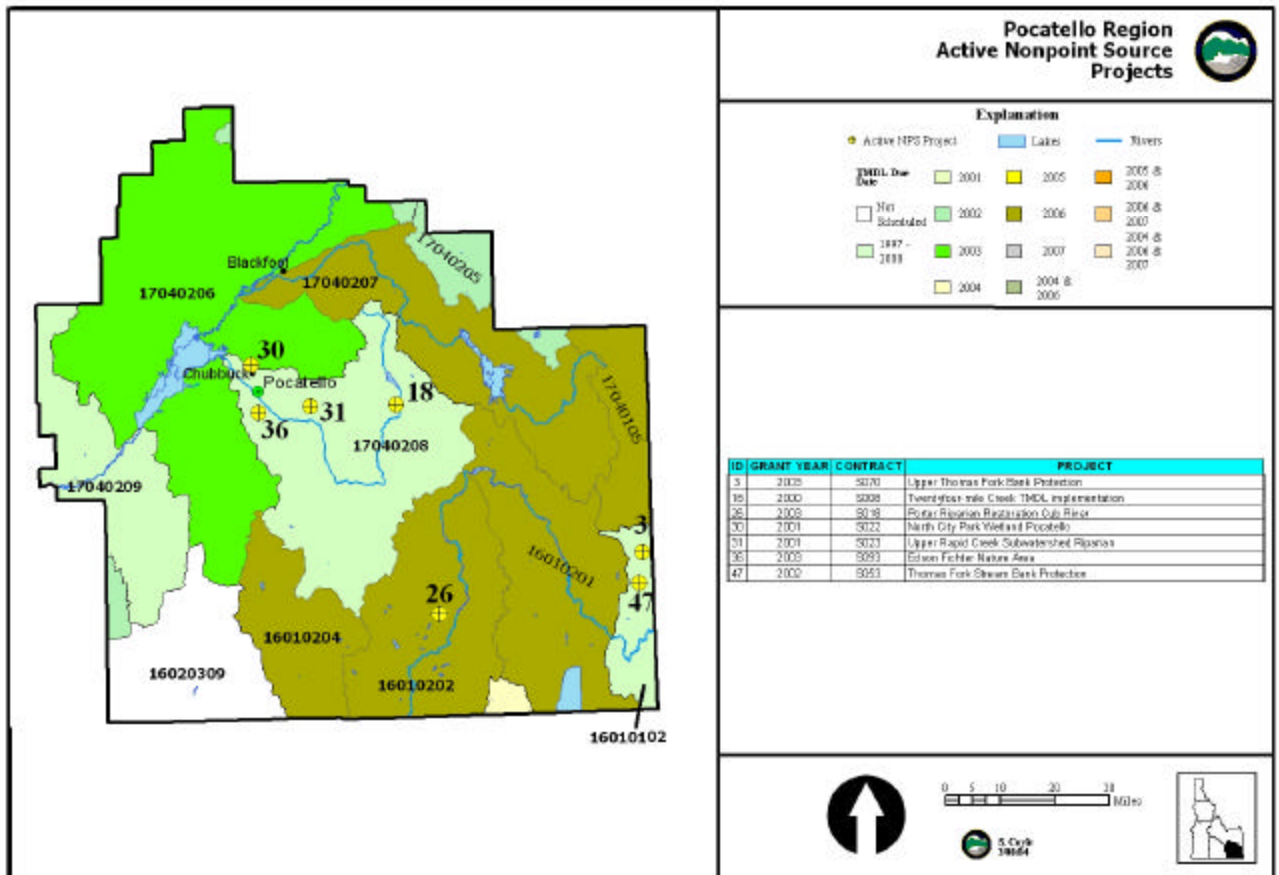 Pocatello Region
Active Nonpoint Source
Projects
Explanation
Active NPS Project
Lakes
Rivers
TMDL Due
Date
2001
2005
2005 &
2006
Not
Scheduled
2002
2006
2006 &
2007
2003
2007
2004 &
2006 &
2007
2004
2004 &
2006
17040205
Blackfoot
17040207
17040206
30
Chubbuck
Pocatello
18
31
36
17040208
17040105
17040209
3
16010201
47
26
16010204
16020309
16010202
16010102
ID GRANT YEAR CONTRACT PROJECT
3 S070 Upper Thomas Fork Bank Protection
18 2000 S008 Twentyfour mile Creek TMDL implementation
26 2003 S018 Porter Riparian Restoration Cub River
30 2001 S022 North City Park Wetland Pocatello
31 2001 S023 Upper Rapid Creek Subwatershed Riparian
36 2003 S093 Edson Fichter Nature Area
47 2002 S053 Thomas Fork Stream Bank Protection
0 5 10 20 30
Miles